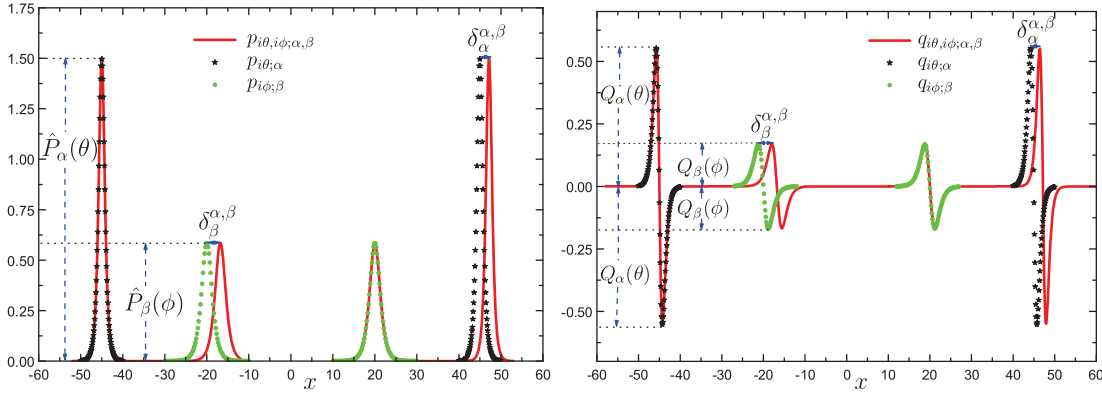 1.75
1.50
1.25
1.00
0.75
0.50
0.25
0.00
-60 -50 -40 -30 -20 -10 0 10 20 30 40 50 60
x
p_{iθ,iφ;α,β}
p_{iθ;α}
p_{iφ;β}
δ_α^{α,β}
δ_β^{α,β}
P̂_α(θ)
P̂_β(φ)
0.50
0.25
0.00
-0.25
-0.50
-60 -50 -40 -30 -20 -10 0 10 20 30 40 50 60
x
q_{iθ,iφ;α,β}
q_{iθ;α}
q_{iφ;β}
δ_α^{α,β}
δ_β^{α,β}
Q_α(θ)
Q_β(φ)
Q_β(φ)
Q_α(θ)